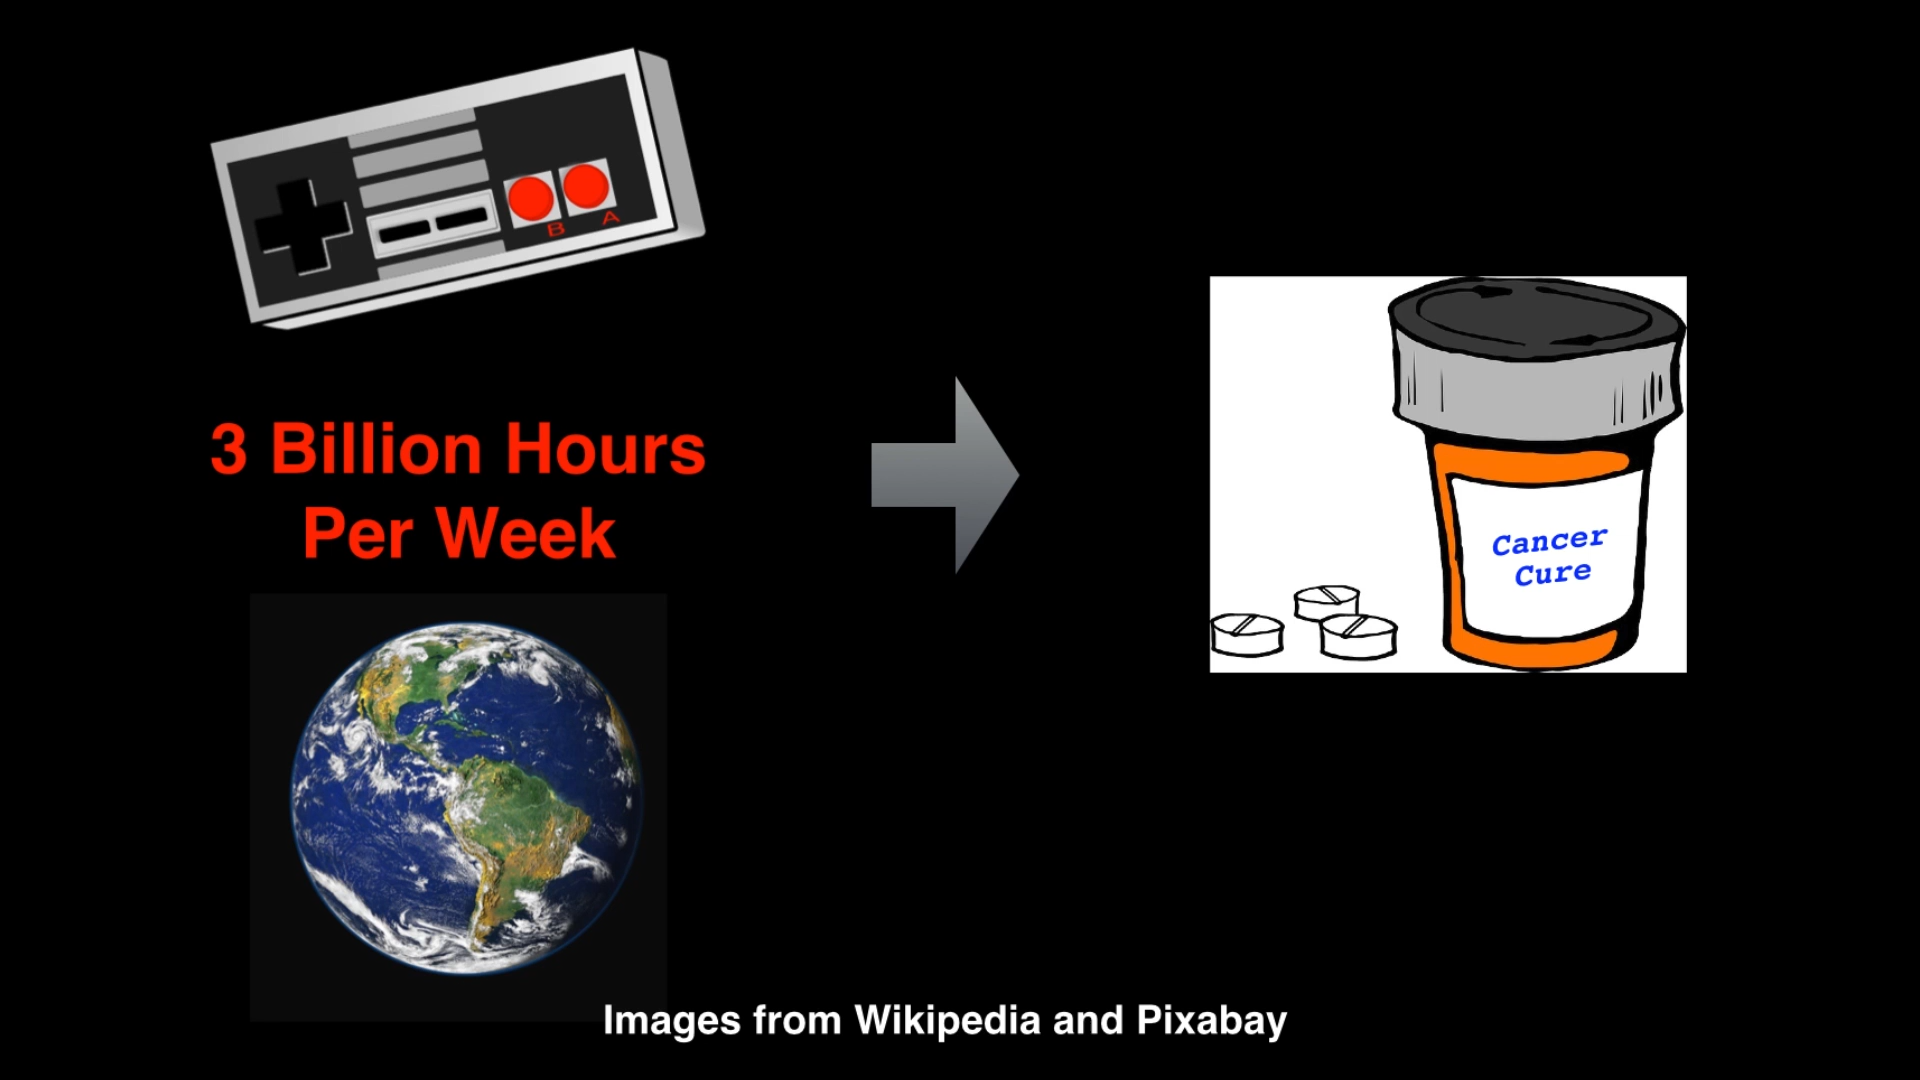 B A
3 Billion Hours
Per Week
Cancer
Cure
Images from Wikipedia and Pixabay